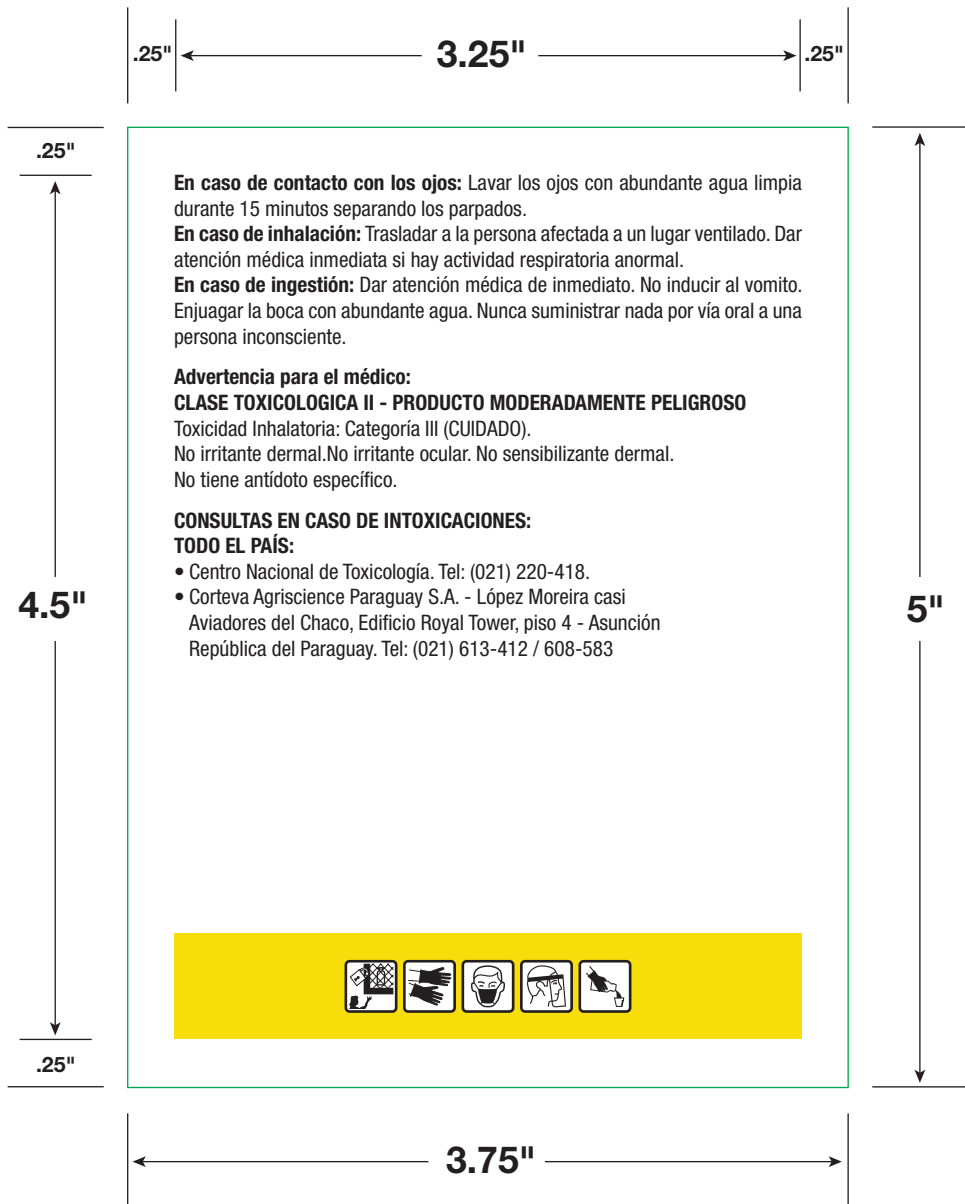 .25" 3.25" .25"
.25"
En caso de contacto con los ojos: Lavar los ojos con abundante agua limpia
durante 15 minutos separando los parpados.
En caso de inhalación: Trasladar a la persona afectada a un lugar ventilado. Dar
atención médica inmediata si hay actividad respiratoria anormal.
En caso de ingestión: Dar atención médica de inmediato. No inducir al vomito.
Enjuagar la boca con abundante agua. Nunca suministrar nada por vía oral a una
persona inconsciente.
Advertencia para el médico:
CLASE TOXICOLOGICA II - PRODUCTO MODERADAMENTE PELIGROSO
Toxicidad Inhalatoria: Categoría III (CUIDADO).
No irritante dermal.No irritante ocular. No sensibilizante dermal.
No tiene antídoto específico.
CONSULTAS EN CASO DE INTOXICACIONES:
TODO EL PAÍS:
• Centro Nacional de Toxicología. Tel: (021) 220-418.
• Corteva Agriscience Paraguay S.A. - López Moreira casi
Aviadores del Chaco, Edificio Royal Tower, piso 4 - Asunción
República del Paraguay. Tel: (021) 613-412 / 608-583
4.5"
5"
.25"
3.75"